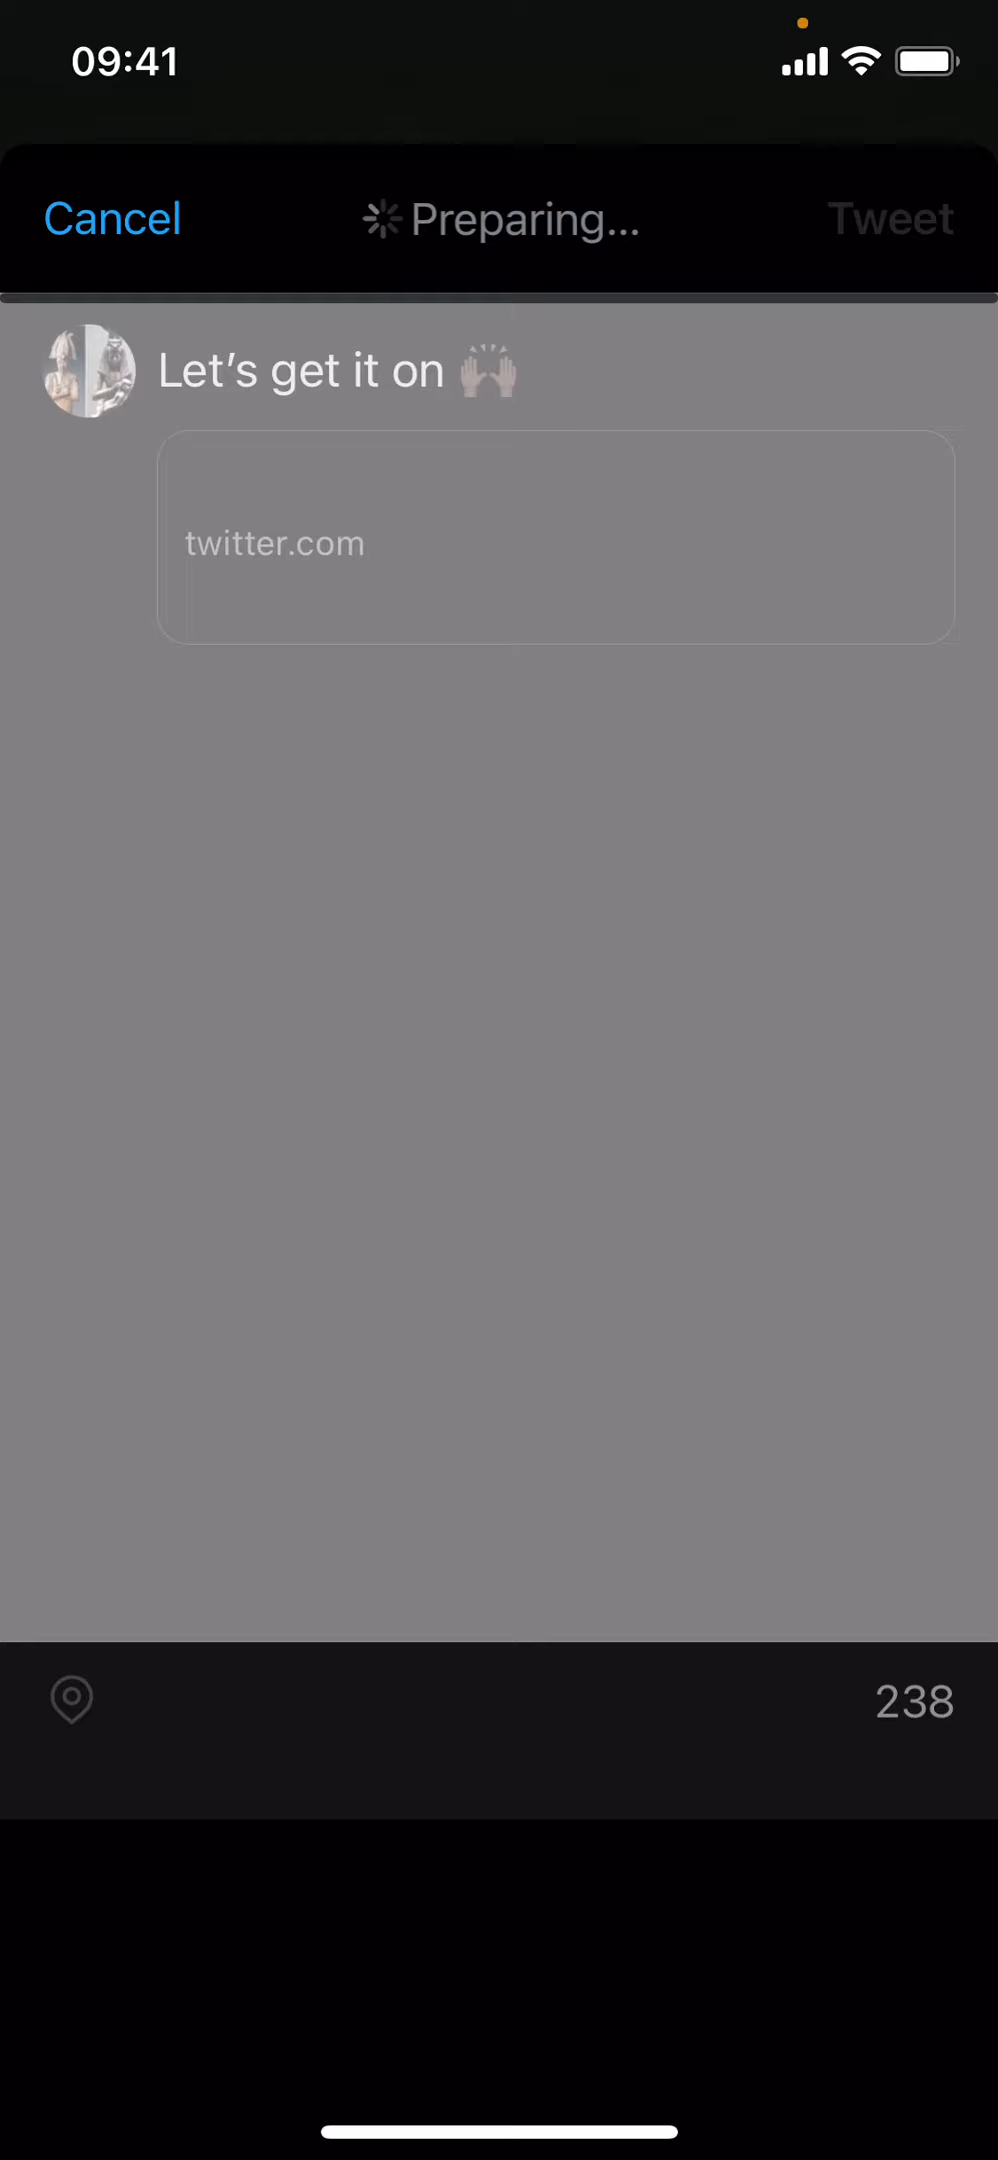 09:41
Cancel
Preparing...
Tweet
Let’s get it on 🙌
twitter.com
238